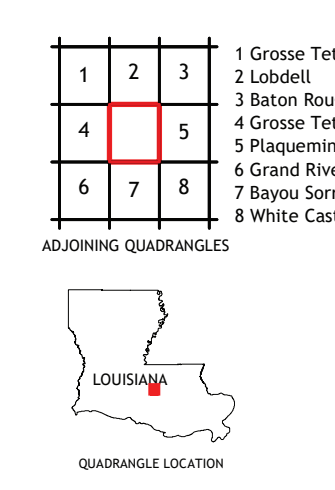 1 2 3
4 5
6 7 8
1 Grosse Tet
2 Lobdell
3 Baton Rou
4 Grosse Tet
5 Plaquemin
6 Grand Rive
7 Bayou Sorr
8 White Cast
ADJOINING QUADRANGLES
LOUISIANA
QUADRANGLE LOCATION